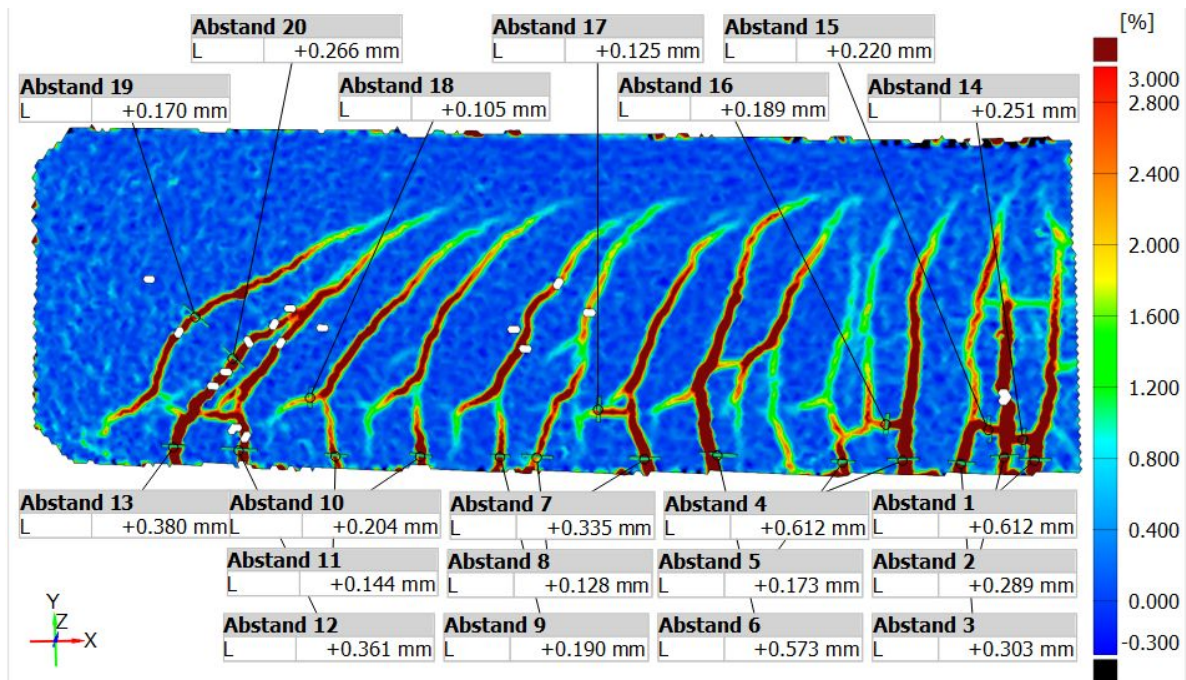 Abstand 20
L +0.266 mm
Abstand 17
L +0.125 mm
Abstand 15
L +0.220 mm
[%]
Abstand 19
L +0.170 mm
Abstand 18
L +0.105 mm
Abstand 16
L +0.189 mm
Abstand 14
L +0.251 mm
3.000
2.800
2.400
2.000
1.600
1.200
0.800
0.400
0.000
-0.300
Abstand 13
L +0.380 mm
Abstand 10
L +0.204 mm
Abstand 7
L +0.335 mm
Abstand 4
L +0.612 mm
Abstand 1
L +0.612 mm
Abstand 11
L +0.144 mm
Abstand 8
L +0.128 mm
Abstand 5
L +0.173 mm
Abstand 2
L +0.289 mm
Abstand 12
L +0.361 mm
Abstand 9
L +0.190 mm
Abstand 6
L +0.573 mm
Abstand 3
L +0.303 mm
Y
Z
X